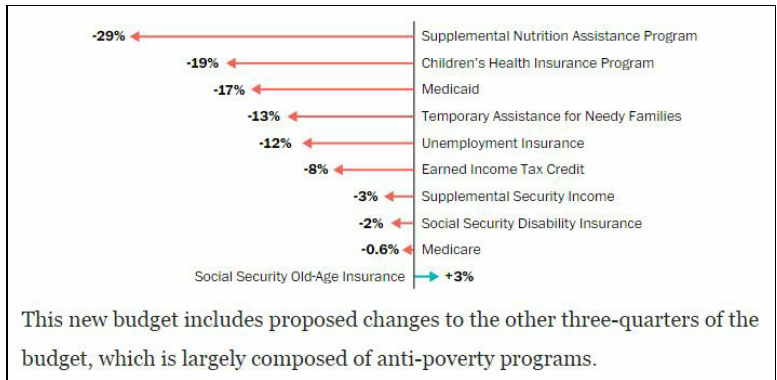 -29% Supplemental Nutrition Assistance Program
-19% Children's Health Insurance Program
-17% Medicaid
-13% Temporary Assistance for Needy Families
-12% Unemployment Insurance
-8% Earned Income Tax Credit
-3% Supplemental Security Income
-2% Social Security Disability Insurance
-0.6% Medicare
Social Security Old-Age Insurance +3%
This new budget includes proposed changes to the other three-quarters of the
budget, which is largely composed of anti-poverty programs.